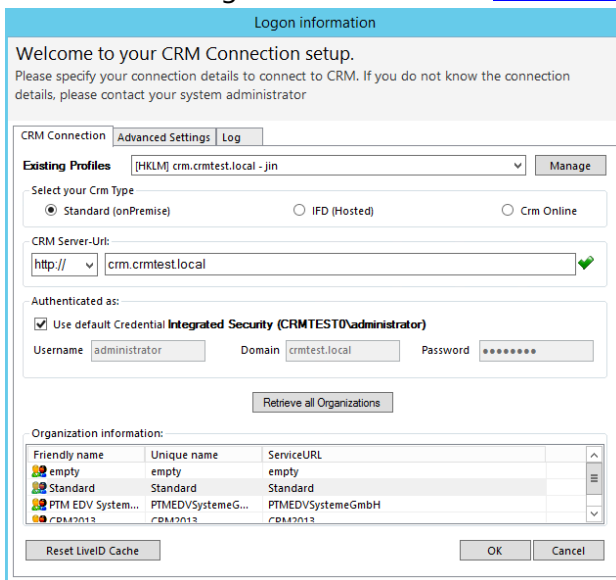 Logon information
Welcome to your CRM Connection setup.
Please specify your connection details to connect to CRM. If you do not know the connection
details, please contact your system administrator
CRM Connection Advanced Settings Log
Existing Profiles [HKLM] crm.crmtest.local - jin Manage
Select your Crm Type
Standard (onPremise) IFD (Hosted) Crm Online
CRM Server-Url:
http:// crm.crmtest.local
Authenticated as:
Use default Credential Integrated Security (CRMTEST0\administrator)
Username administrator Domain crmtest.local Password ●●●●●●●●
Retrieve all Organizations
Organization information:
Friendly name Unique name ServiceURL
empty empty empty
Standard Standard Standard
PTM EDV System... PTMEDVSystemeG... PTMEDVSystemeGmbH
CRM2013 CRM2013 CRM2013
Reset LiveID Cache OK Cancel